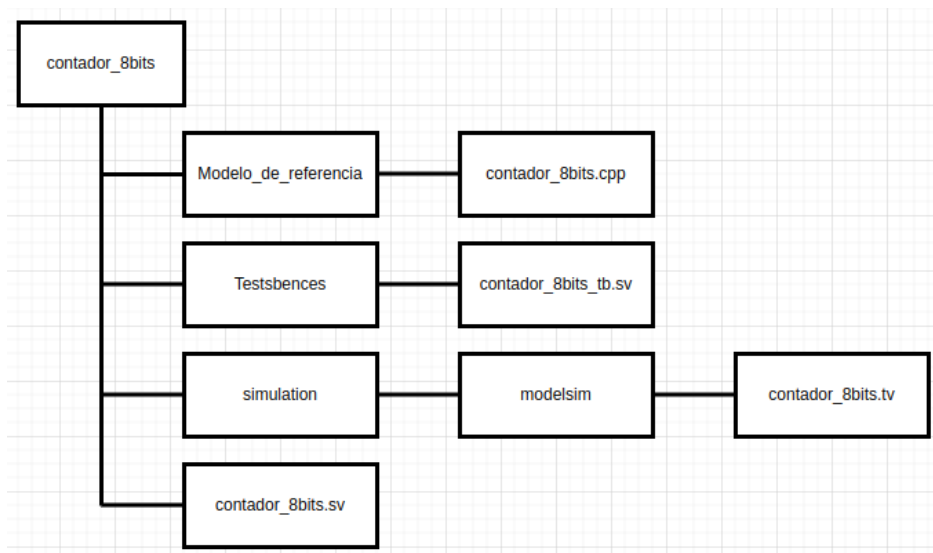 contador_8bits
Modelo_de_referencia
contador_8bits.cpp
Testsbences
contador_8bits_tb.sv
simulation
modelsim
contador_8bits.tv
contador_8bits.sv